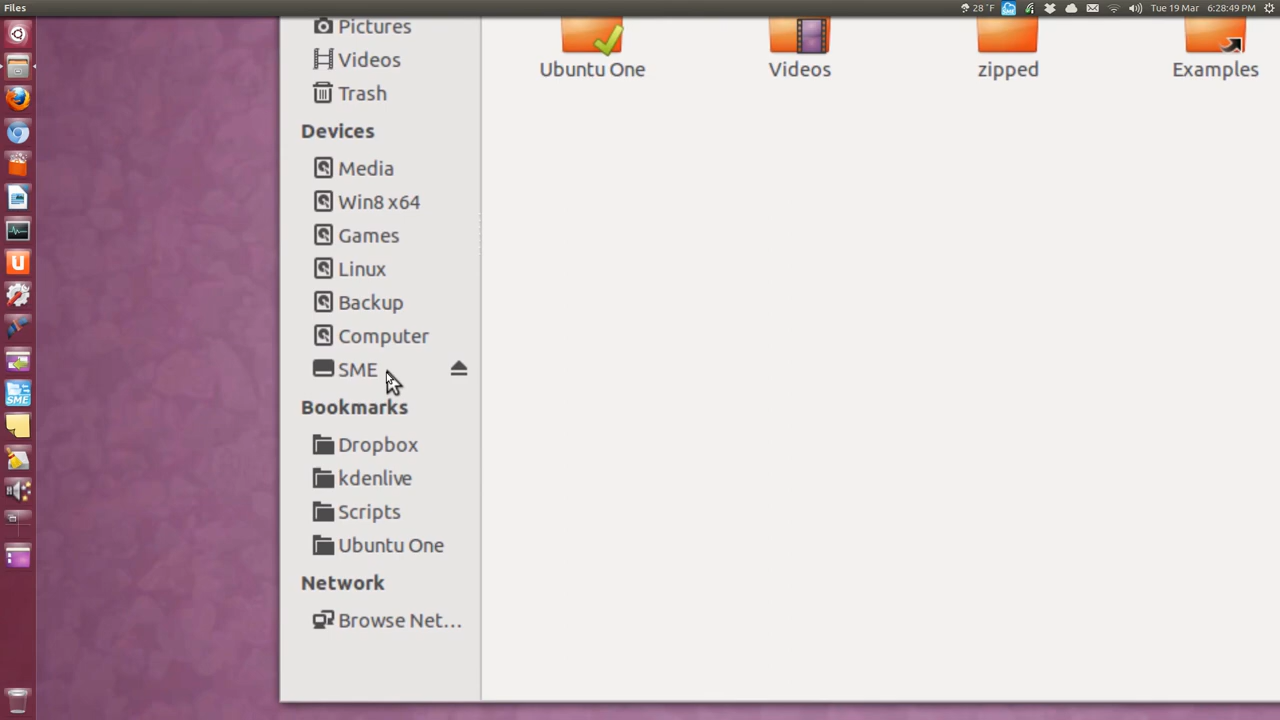 Files
28 °F
Tue 19 Mar
6:28:49 PM
Pictures
Videos
Trash
Devices
Media
Win8 x64
Games
Linux
Backup
Computer
SME
Bookmarks
Dropbox
kdenlive
Scripts
Ubuntu One
Network
Browse Net…
Ubuntu One
Videos
zipped
Examples
U
SME